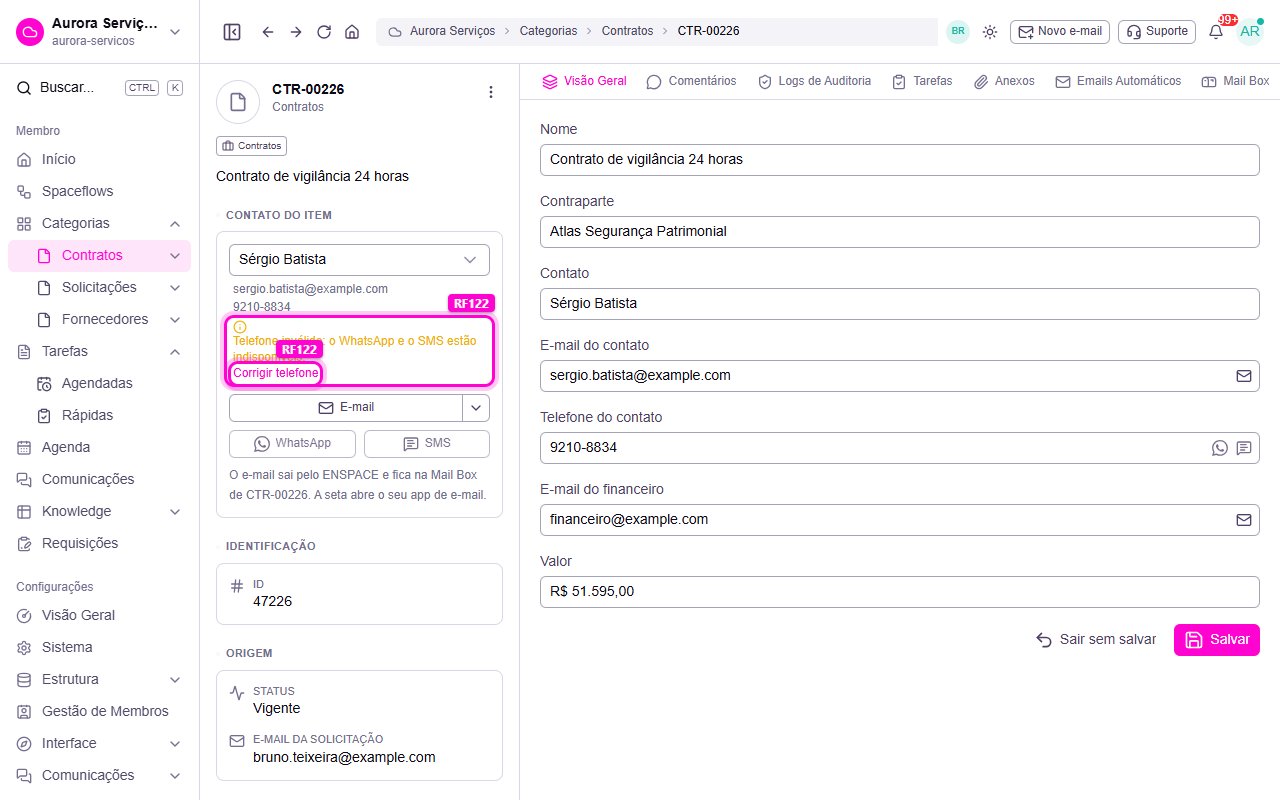 Aurora Serviç...
aurora-servicos
Aurora Serviços
Categorias
Contratos
CTR-00226
BR
Novo e-mail
Suporte
99+
AR
Buscar...
CTRL
K
Membro
Início
Spaceflows
Categorias
Contratos
Solicitações
Fornecedores
Tarefas
Agendadas
Rápidas
Agenda
Comunicações
Knowledge
Requisições
Configurações
Visão Geral
Sistema
Estrutura
Gestão de Membros
Interface
Comunicações
CTR-00226
Contratos
Contratos
Contrato de vigilância 24 horas
CONTATO DO ITEM
Sérgio Batista
sergio.batista@example.com
9210-8834
RF122
Telefone inválido: o WhatsApp e o SMS estão
RF122
Corrigir telefone
E-mail
WhatsApp
SMS
O e-mail sai pelo ENSPACE e fica na Mail Box
de CTR-00226. A seta abre o seu app de e-mail.
IDENTIFICAÇÃO
ID
47226
ORIGEM
STATUS
Vigente
E-MAIL DA SOLICITAÇÃO
bruno.teixeira@example.com
Visão Geral
Comentários
Logs de Auditoria
Tarefas
Anexos
Emails Automáticos
Mail Box
Nome
Contrato de vigilância 24 horas
Contraparte
Atlas Segurança Patrimonial
Contato
Sérgio Batista
E-mail do contato
sergio.batista@example.com
Telefone do contato
9210-8834
E-mail do financeiro
financeiro@example.com
Valor
R$ 51.595,00
Sair sem salvar
Salvar